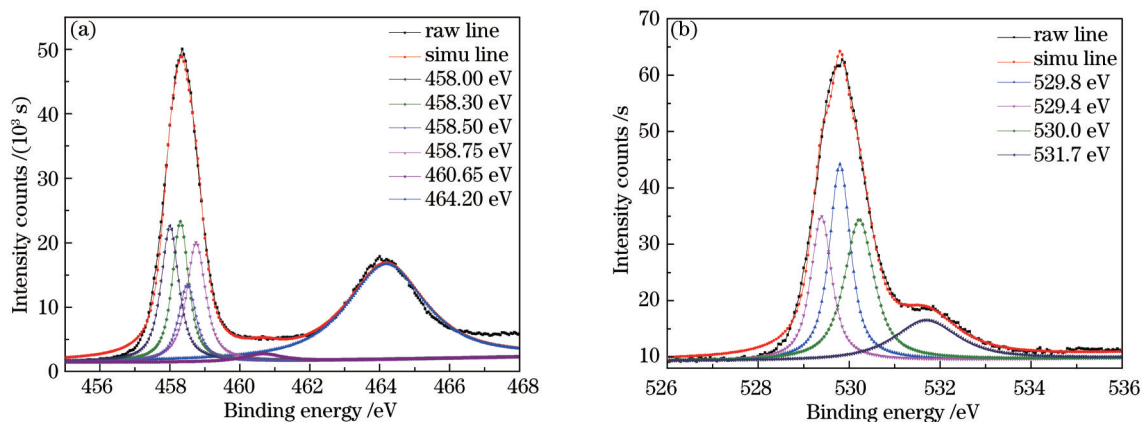 (a)
raw line
simu line
458.00 eV
458.30 eV
458.50 eV
458.75 eV
460.65 eV
464.20 eV
50
40
30
20
10
0
Intensity counts /(10³ s)
456 458 460 462 464 466 468
Binding energy /eV
(b)
raw line
simu line
529.8 eV
529.4 eV
530.0 eV
531.7 eV
70
60
50
40
30
20
10
Intensity counts /s
526 528 530 532 534 536
Binding energy /eV